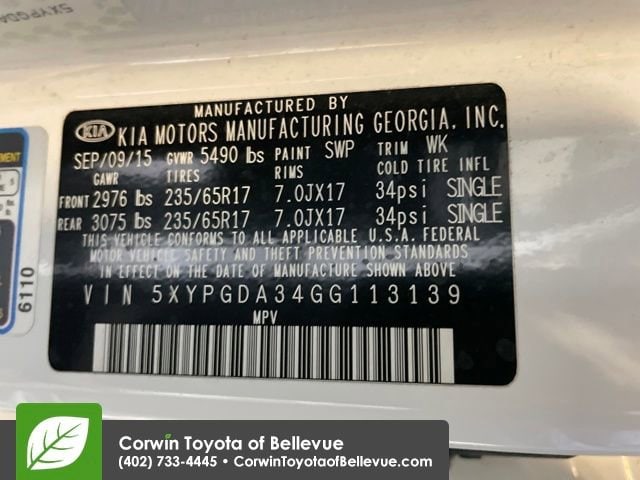 5XYPGDA
MANUFACTURED BY
KIA KIA MOTORS MANUFACTURING GEORGIA, INC.
SEP/09/15 GVWR 5490 lbs PAINT SWP TRIM WK
GAWR TIRES RIMS COLD TIRE INFL
FRONT 2976 lbs 235/65R17 7.0JX17 34psi SINGLE
REAR 3075 lbs 235/65R17 7.0JX17 34psi SINGLE
THIS VEHICLE CONFORMS TO ALL APPLICABLE U.S.A. FEDERAL
MOTOR VEHICLE SAFETY AND THEFT PREVENTION STANDARDS
IN EFFECT ON THE DATE OF MANUFACTURE SHOWN ABOVE
VIN 5XYPGDA34GG113139
MPV
6110
Corwin Toyota of Bellevue
(402) 733-4445 • CorwinToyotaofBellevue.com